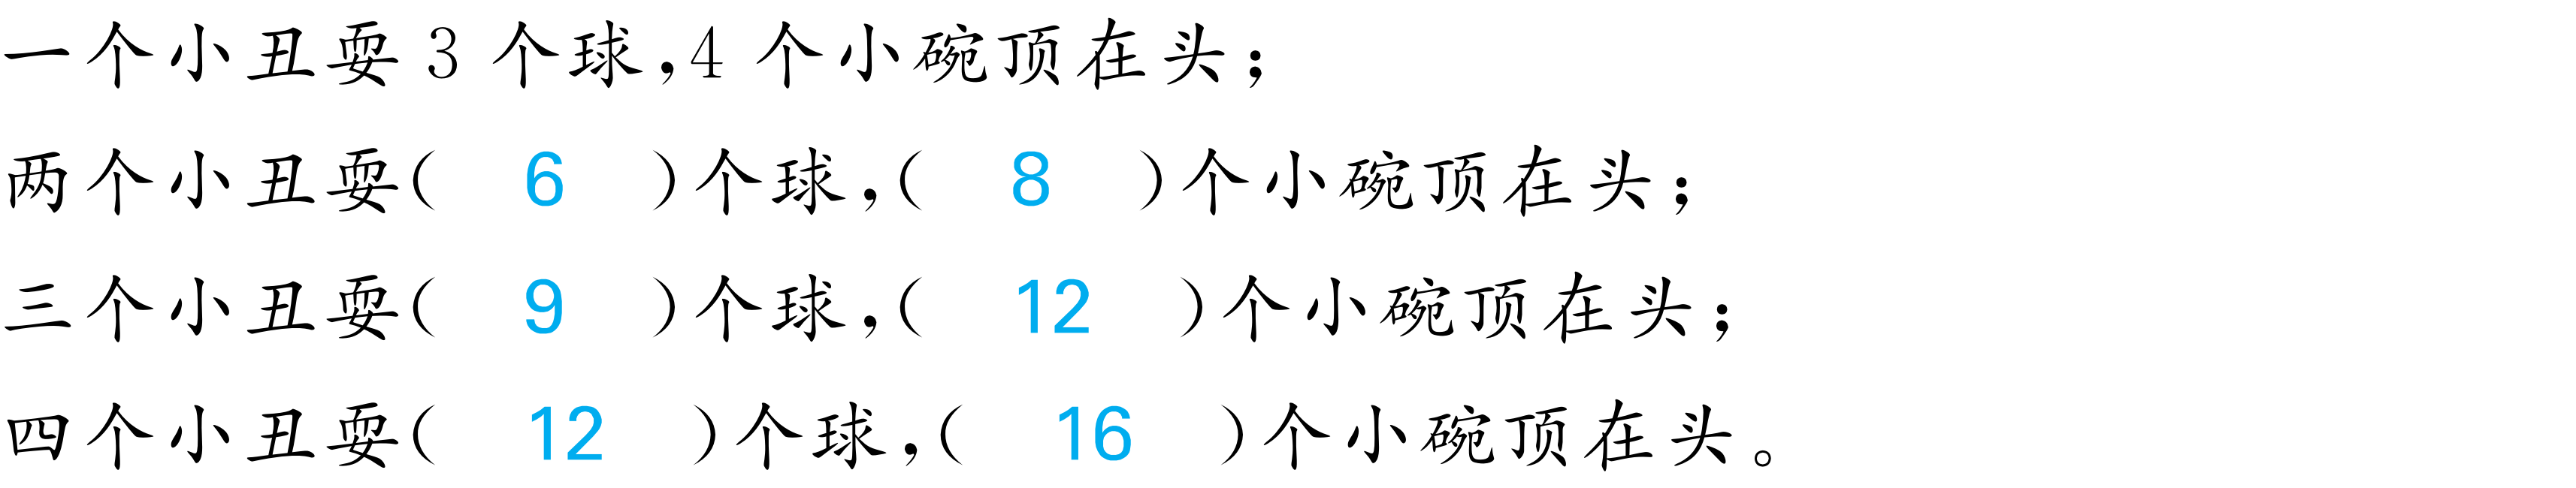 一个小丑耍3个球,4个小碗顶在头;
两个小丑耍( 6 )个球,( 8 )个小碗顶在头;
三个小丑耍( 9 )个球,( 12 )个小碗顶在头;
四个小丑耍( 12 )个球,( 16 )个小碗顶在头。